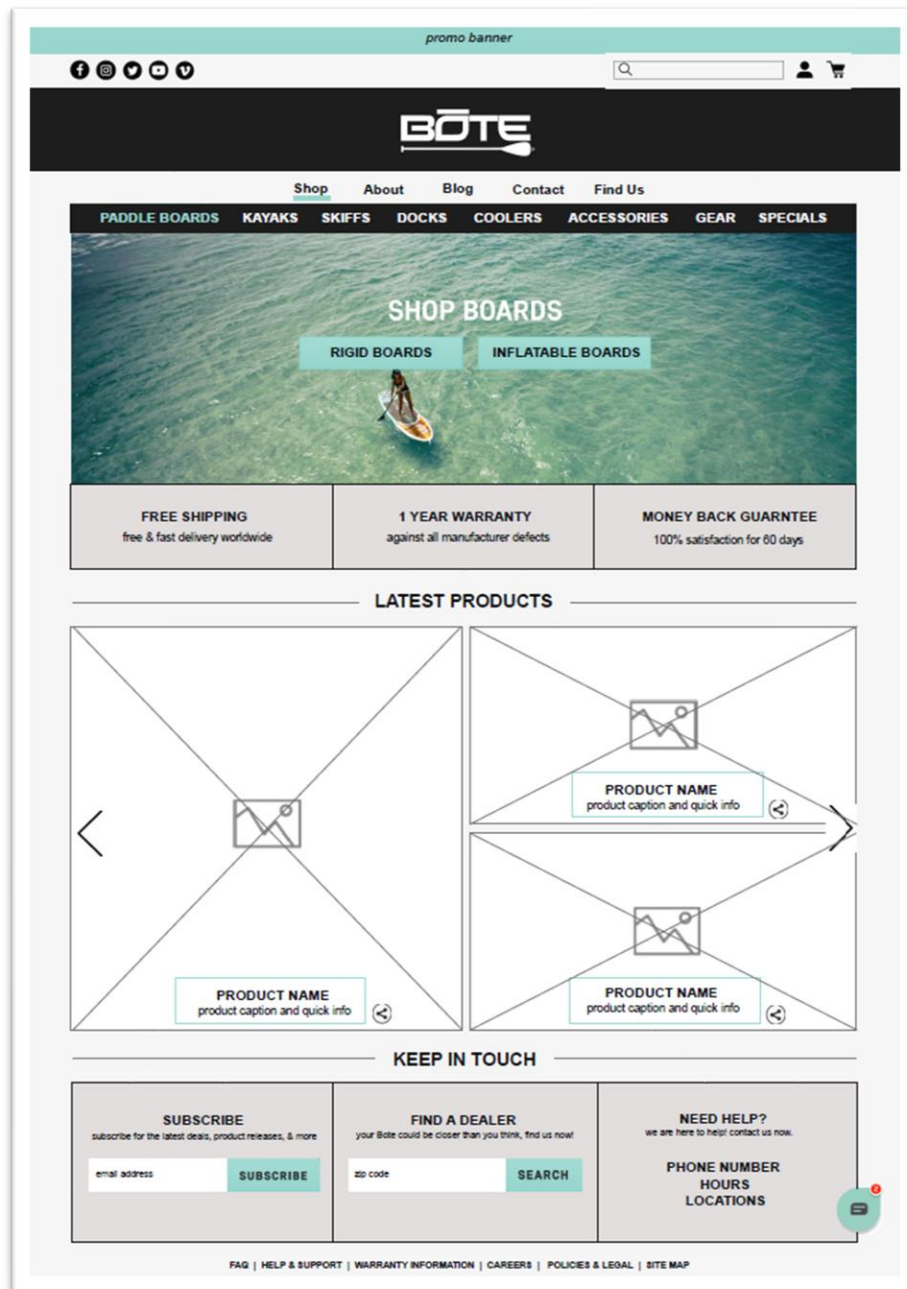 promo banner
BŌTE
Shop About Blog Contact Find Us
PADDLE BOARDS KAYAKS SKIFFS DOCKS COOLERS ACCESSORIES GEAR SPECIALS
SHOP BOARDS
RIGID BOARDS INFLATABLE BOARDS
FREE SHIPPING
free & fast delivery worldwide
1 YEAR WARRANTY
against all manufacturer defects
MONEY BACK GUARNTEE
100% satisfaction for 60 days
LATEST PRODUCTS
PRODUCT NAME
product caption and quick info
PRODUCT NAME
product caption and quick info
PRODUCT NAME
product caption and quick info
KEEP IN TOUCH
SUBSCRIBE
subscribe for the latest deals, product releases, & more
email address SUBSCRIBE
FIND A DEALER
your Bote could be closer than you think, find us now!
zip code SEARCH
NEED HELP?
we are here to help! contact us now.
PHONE NUMBER
HOURS
LOCATIONS
2
FAQ | HELP & SUPPORT | WARRANTY INFORMATION | CAREERS | POLICIES & LEGAL | SITE MAP